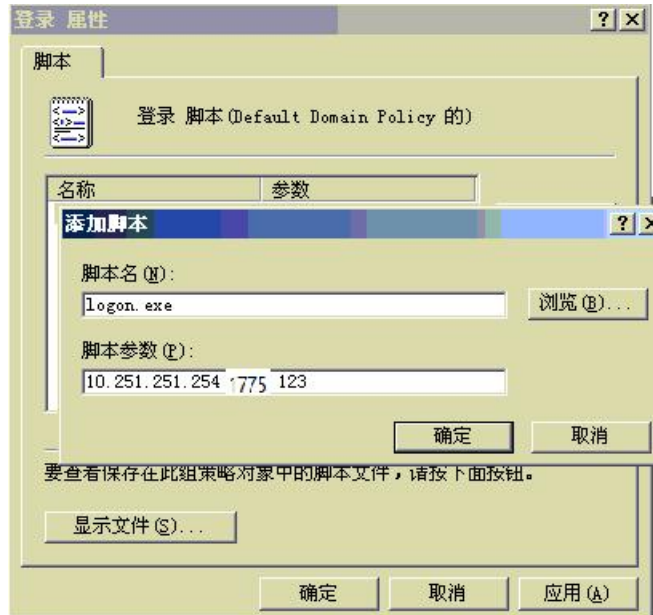 登录 属性
脚本
登录 脚本(Default Domain Policy 的)
名称 参数
添加脚本
脚本名(N):
logon.exe
浏览(B)...
脚本参数(P):
10.251.251.254 1775 123
确定 取消
要查看保存在此组策略对象中的脚本文件，请按下面按钮。
显示文件(S)...
确定 取消 应用(A)